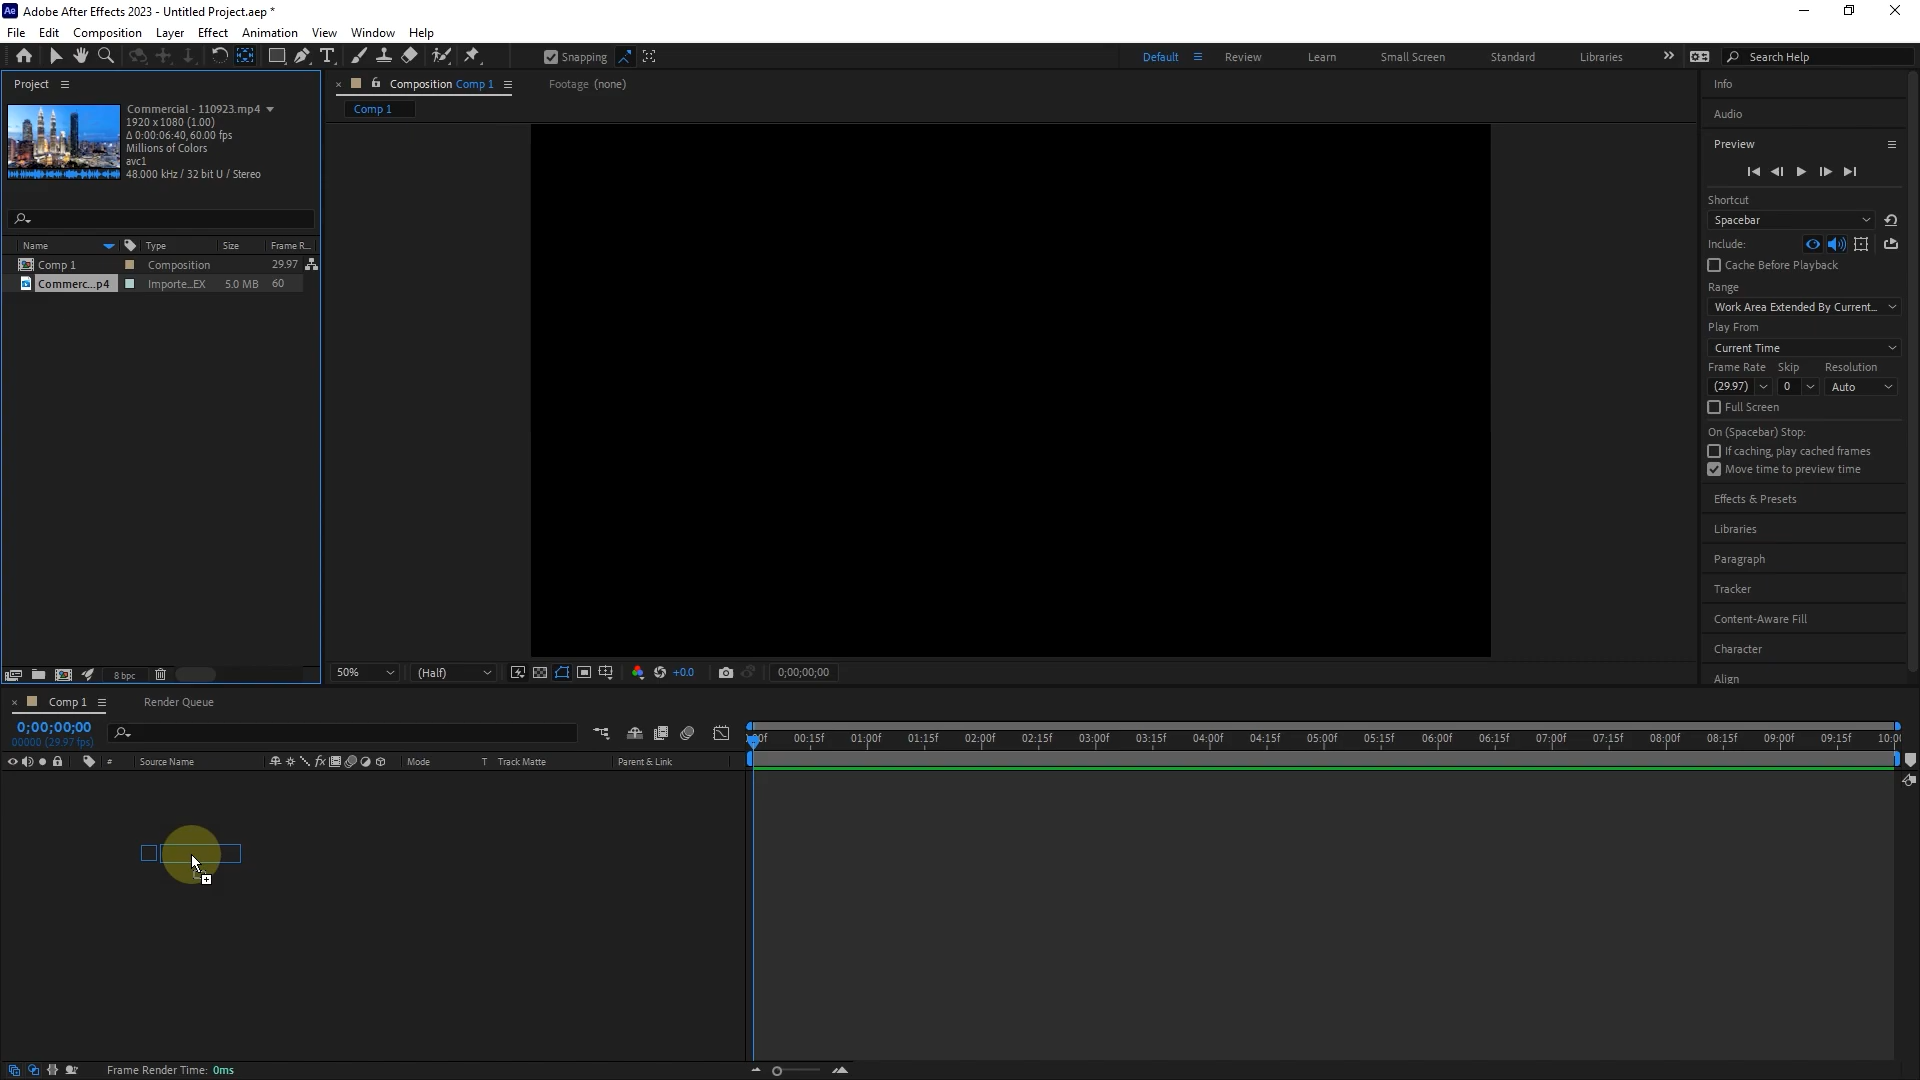 Ae Adobe After Effects 2023 - Untitled Project.aep *
File Edit Composition Layer Effect Animation View Window Help
Snapping Default Review Learn Small Screen Standard Libraries Search Help
Project
Commercial - 110923.mp4
1920 x 1080 (1.00)
Δ 0:00:06:40, 60.00 fps
Millions of Colors
avc1
48.000 kHz / 32 bit U / Stereo
Name Type Size Frame R...
Comp 1 Composition 29.97
Commerc...p4 Importe...EX 5.0 MB 60
8 bpc
Composition Comp 1 Footage (none)
Comp 1
50% (Half) +0.0 0;00;00;00
Info
Audio
Preview
Shortcut
Spacebar
Include:
Cache Before Playback
Range
Work Area Extended By Current...
Play From
Current Time
Frame Rate Skip Resolution
(29.97) 0 Auto
Full Screen
On (Spacebar) Stop:
If caching, play cached frames
Move time to preview time
Effects & Presets
Libraries
Paragraph
Tracker
Content-Aware Fill
Character
Align
Comp 1 Render Queue
0;00;00;00
00000 (29.97 fps)
# Source Name fx Mode T Track Matte Parent & Link
00:15f 01:00f 01:15f 02:00f 02:15f 03:00f 03:15f 04:00f 04:15f 05:00f 05:15f 06:00f 06:15f 07:00f 07:15f 08:00f 08:15f 09:00f 09:15f
Frame Render Time: 0ms